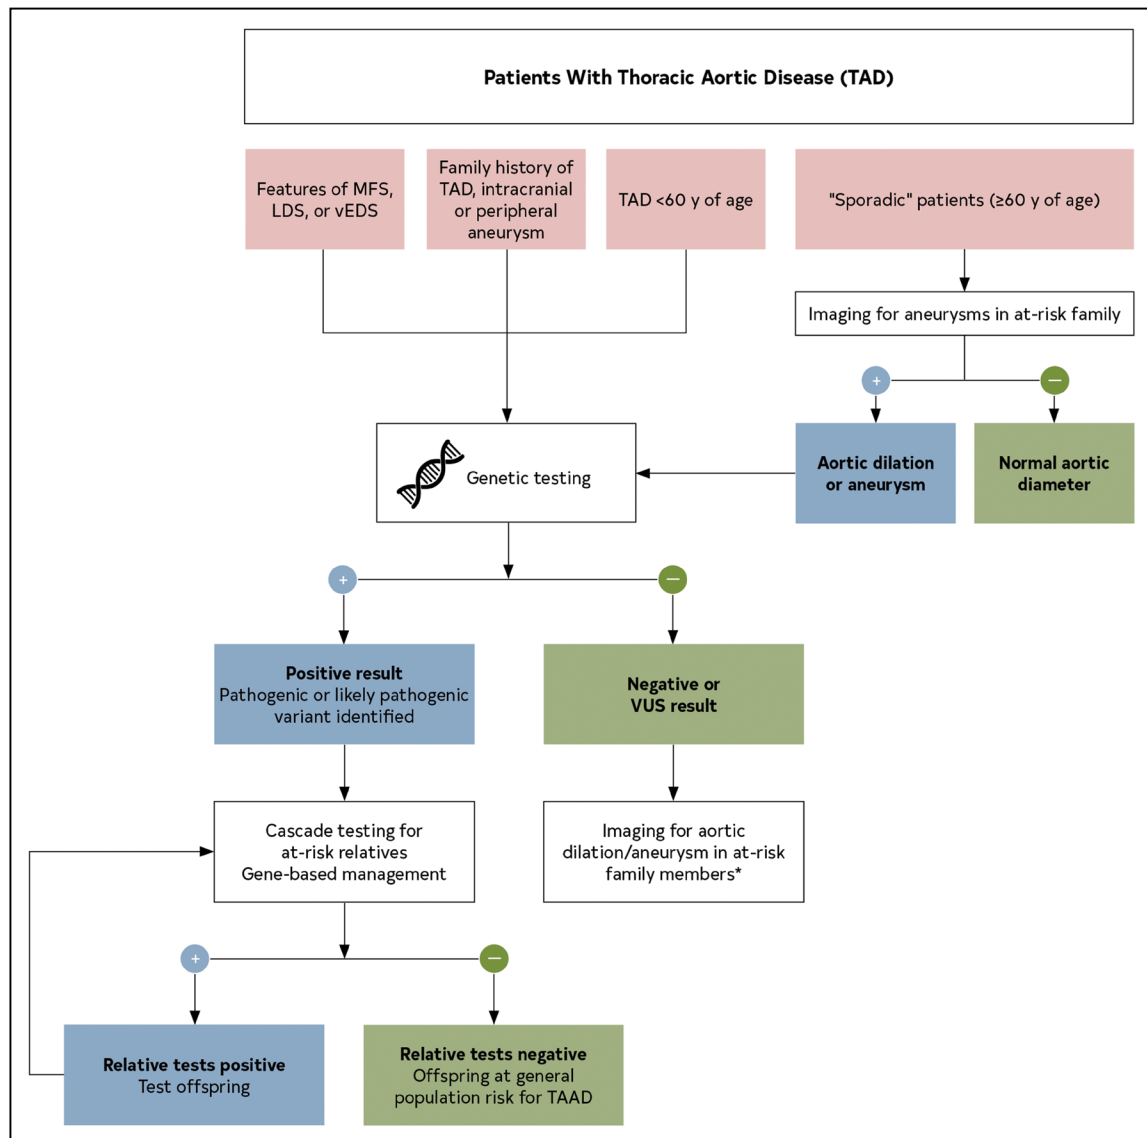 Patients With Thoracic Aortic Disease (TAD)
Features of MFS,
LDS, or vEDS
Family history of
TAD, intracranial
or peripheral
aneurysm
TAD <60 y of age
"Sporadic" patients (≥60 y of age)
Imaging for aneurysms in at-risk family
+
−
Aortic dilation
or aneurysm
Normal aortic
diameter
Genetic testing
+
−
Positive result
Pathogenic or likely pathogenic
variant identified
Negative or
VUS result
Cascade testing for
at-risk relatives
Gene-based management
Imaging for aortic
dilation/aneurysm in at-risk
family members*
+
−
Relative tests positive
Test offspring
Relative tests negative
Offspring at general
population risk for TAAD